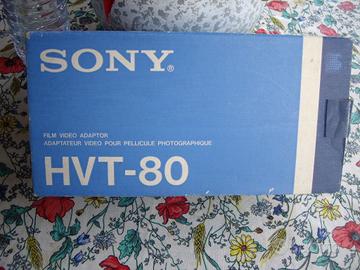 SONY®
FILM VIDEO ADAPTOR
ADAPTATEUR VIDEO POUR PELLICULE PHOTOGRAPHIQUE
HVT-80